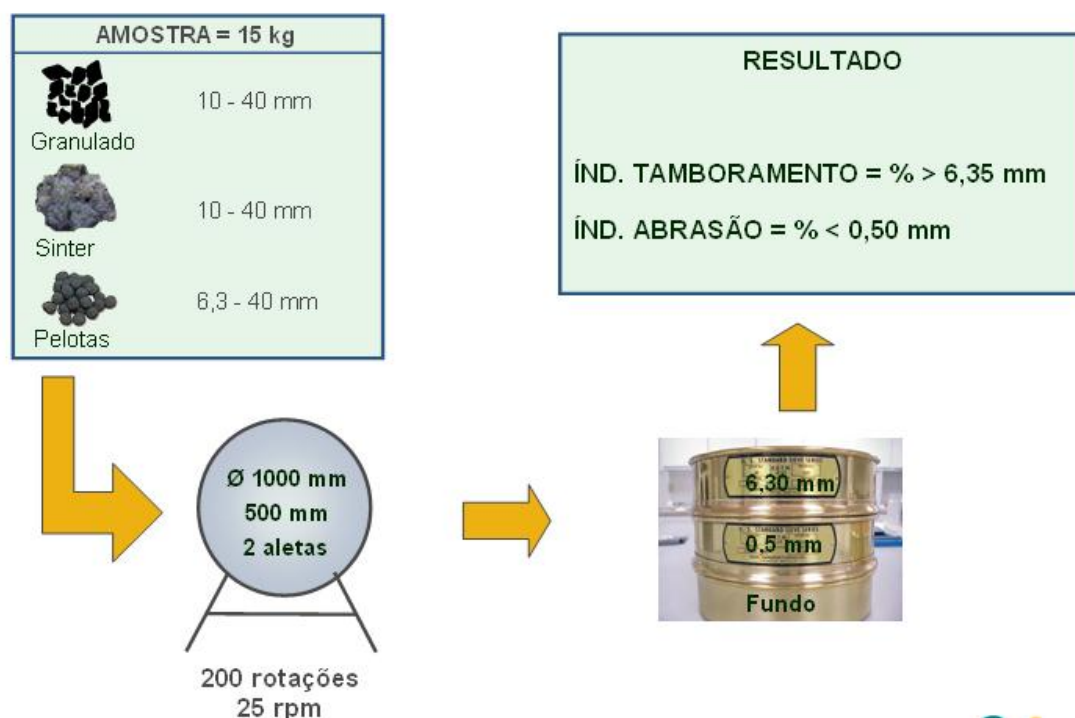 AMOSTRA = 15 kg
10 - 40 mm
Granulado
10 - 40 mm
Sinter
6,3 - 40 mm
Pelotas
Ø 1000 mm
500 mm
2 aletas
200 rotações
25 rpm
6,30 mm
0,5 mm
Fundo
RESULTADO
ÍND. TAMBORAMENTO = % > 6,35 mm
ÍND. ABRASÃO = % < 0,50 mm